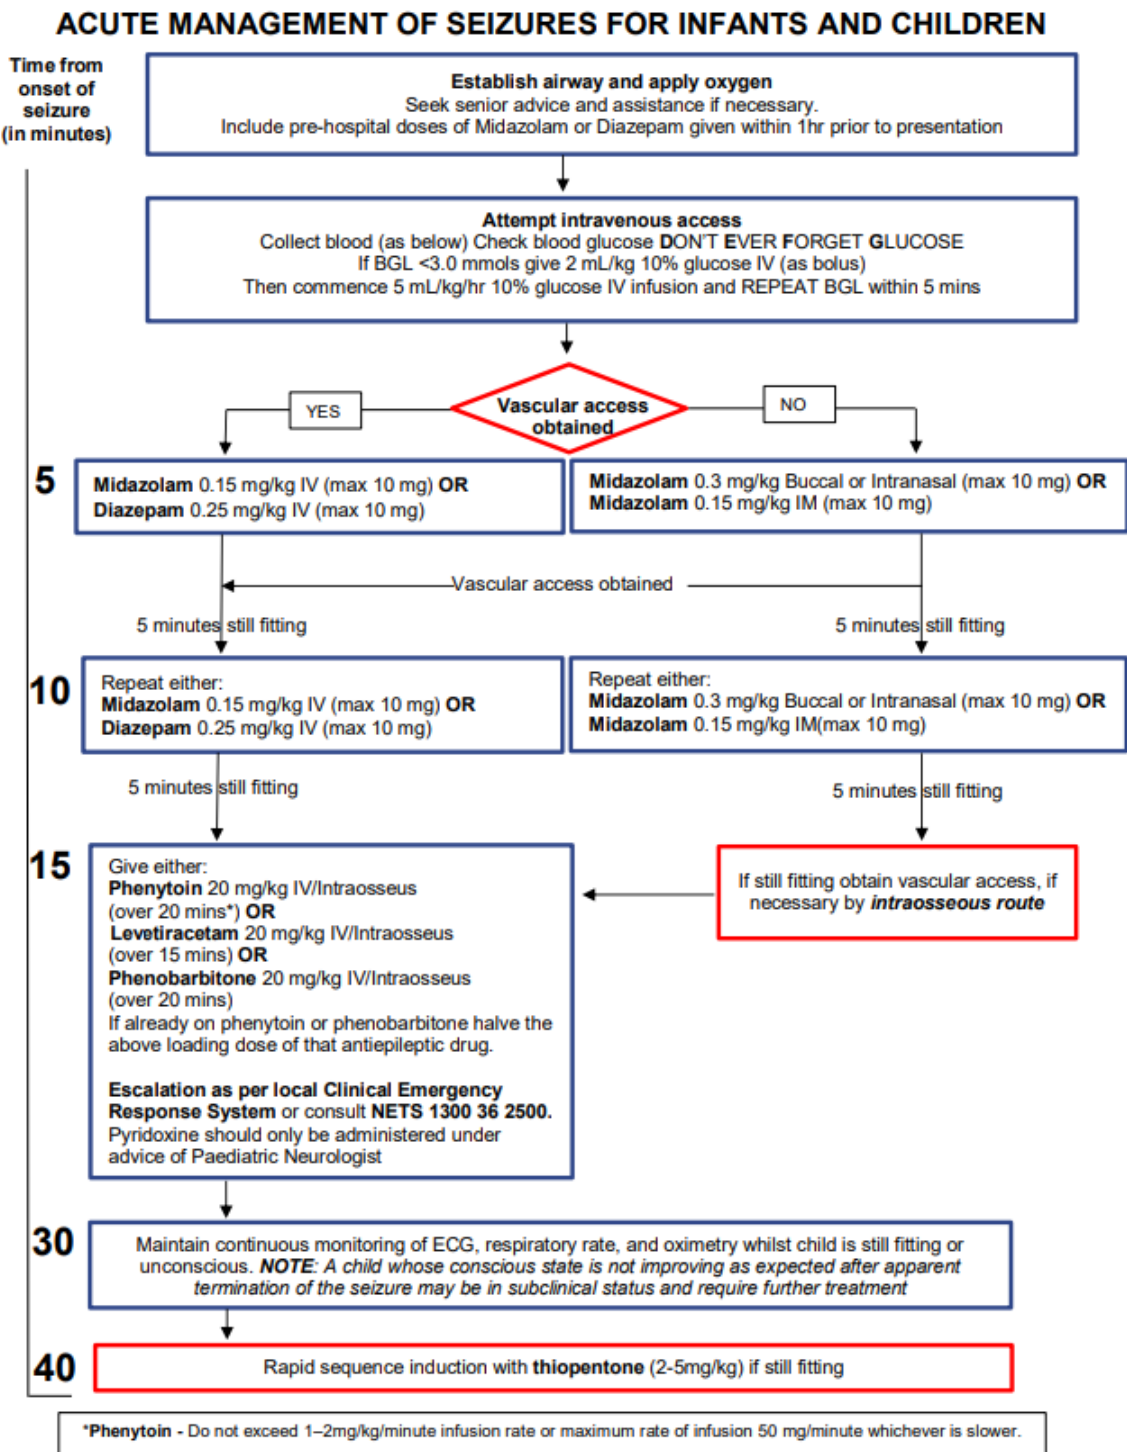 ACUTE MANAGEMENT OF SEIZURES FOR INFANTS AND CHILDREN
Time from
onset of
seizure
(in minutes)
Establish airway and apply oxygen
Seek senior advice and assistance if necessary.
Include pre-hospital doses of Midazolam or Diazepam given within 1hr prior to presentation
Attempt intravenous access
Collect blood (as below) Check blood glucose DON'T EVER FORGET GLUCOSE
If BGL <3.0 mmols give 2 mL/kg 10% glucose IV (as bolus)
Then commence 5 mL/kg/hr 10% glucose IV infusion and REPEAT BGL within 5 mins
Vascular access
obtained
YES
NO
5
Midazolam 0.15 mg/kg IV (max 10 mg) OR
Diazepam 0.25 mg/kg IV (max 10 mg)
Midazolam 0.3 mg/kg Buccal or Intranasal (max 10 mg) OR
Midazolam 0.15 mg/kg IM (max 10 mg)
Vascular access obtained
5 minutes still fitting
5 minutes still fitting
10
Repeat either:
Midazolam 0.15 mg/kg IV (max 10 mg) OR
Diazepam 0.25 mg/kg IV (max 10 mg)
Repeat either:
Midazolam 0.3 mg/kg Buccal or Intranasal (max 10 mg) OR
Midazolam 0.15 mg/kg IM(max 10 mg)
5 minutes still fitting
5 minutes still fitting
15
Give either:
Phenytoin 20 mg/kg IV/Intraosseus
(over 20 mins*) OR
Levetiracetam 20 mg/kg IV/Intraosseus
(over 15 mins) OR
Phenobarbitone 20 mg/kg IV/Intraosseus
(over 20 mins)
If already on phenytoin or phenobarbitone halve the
above loading dose of that antiepileptic drug.
Escalation as per local Clinical Emergency
Response System or consult NETS 1300 36 2500.
Pyridoxine should only be administered under
advice of Paediatric Neurologist
If still fitting obtain vascular access, if
necessary by intraosseous route
30
Maintain continuous monitoring of ECG, respiratory rate, and oximetry whilst child is still fitting or
unconscious. NOTE: A child whose conscious state is not improving as expected after apparent
termination of the seizure may be in subclinical status and require further treatment
40
Rapid sequence induction with thiopentone (2-5mg/kg) if still fitting
*Phenytoin - Do not exceed 1–2mg/kg/minute infusion rate or maximum rate of infusion 50 mg/minute whichever is slower.